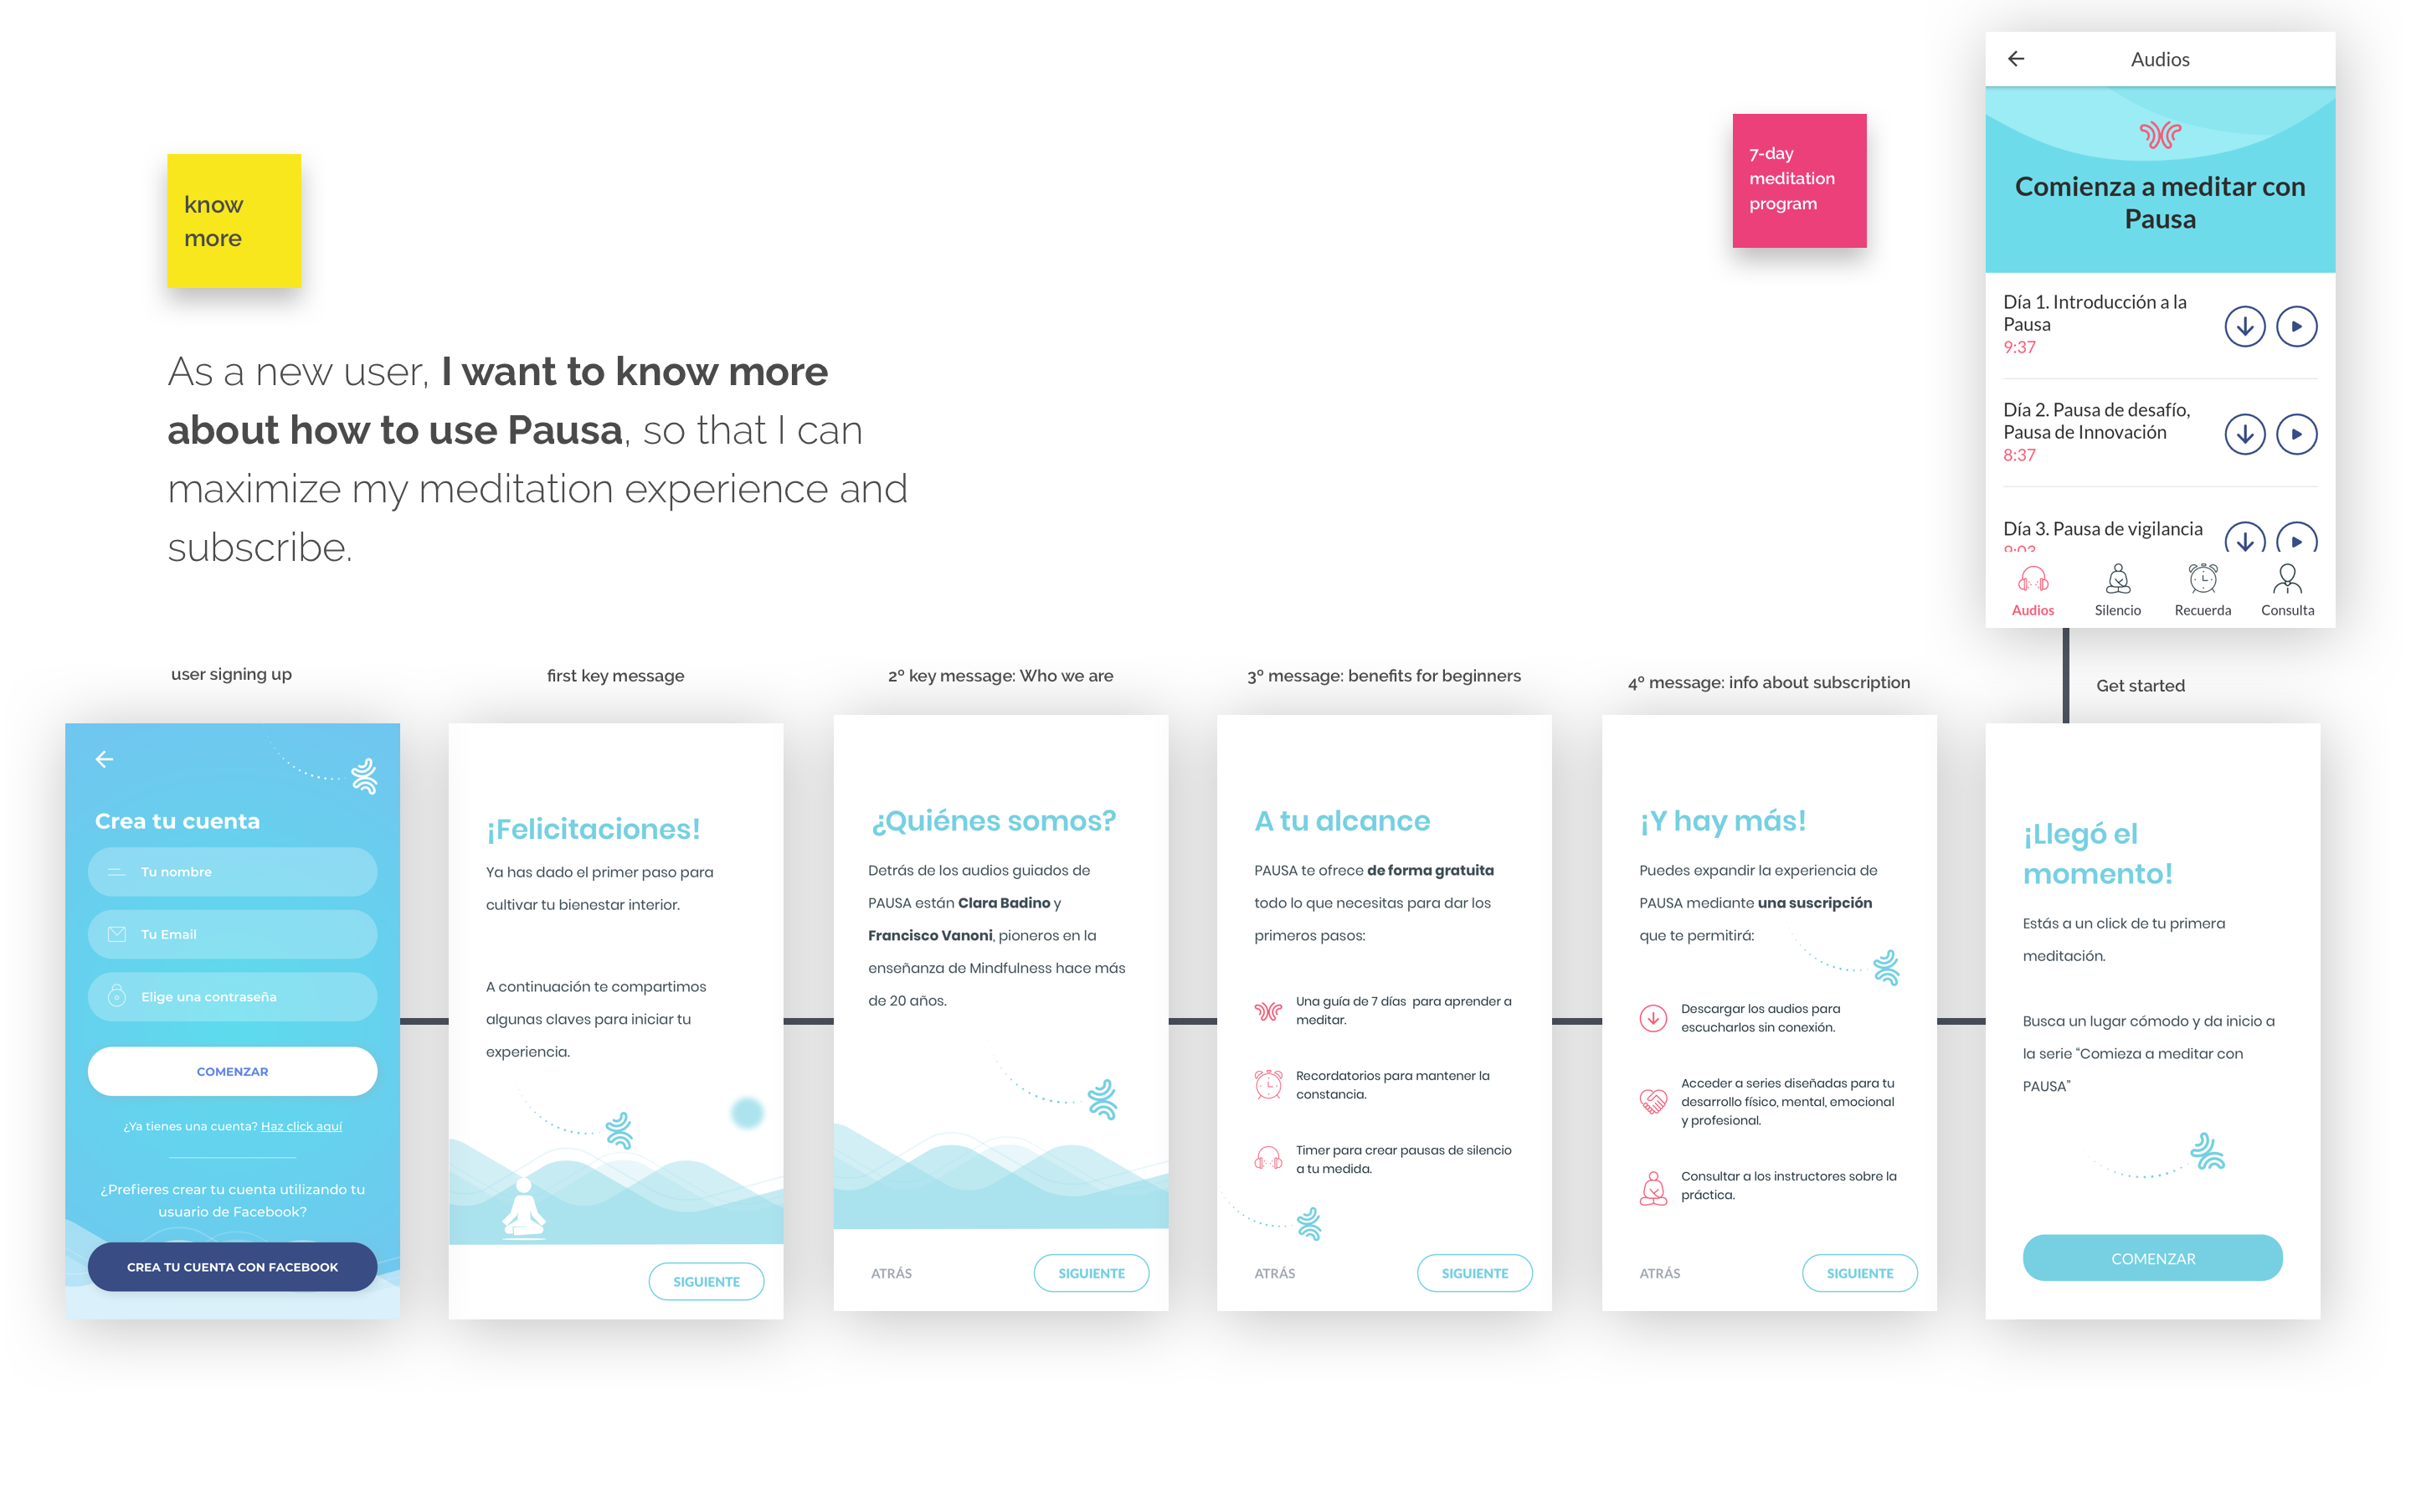 know
more
As a new user, I want to know more
about how to use Pausa, so that I can
maximize my meditation experience and
subscribe.
7-day
meditation
program
Audios
Comienza a meditar con
Pausa
Día 1. Introducción a la
Pausa
9:37
Día 2. Pausa de desafío,
Pausa de Innovación
8:37
Día 3. Pausa de vigilancia
9:03
Audios
Silencio
Recuerda
Consulta
user signing up
Crea tu cuenta
Tu nombre
Tu Email
Elige una contraseña
COMENZAR
¿Ya tienes una cuenta? Haz click aquí
¿Prefieres crear tu cuenta utilizando tu
usuario de Facebook?
CREA TU CUENTA CON FACEBOOK
first key message
¡Felicitaciones!
Ya has dado el primer paso para
cultivar tu bienestar interior.
A continuación te compartimos
algunas claves para iniciar tu
experiencia.
SIGUIENTE
2º key message: Who we are
¿Quiénes somos?
Detrás de los audios guiados de
PAUSA están Clara Badino y
Francisco Vanoni, pioneros en la
enseñanza de Mindfulness hace más
de 20 años.
ATRÁS
SIGUIENTE
3º message: benefits for beginners
A tu alcance
PAUSA te ofrece de forma gratuita
todo lo que necesitas para dar los
primeros pasos:
Una guía de 7 días para aprender a
meditar.
Recordatorios para mantener la
constancia.
Timer para crear pausas de silencio
a tu medida.
ATRÁS
SIGUIENTE
4º message: info about subscription
¡Y hay más!
Puedes expandir la experiencia de
PAUSA mediante una suscripción
que te permitirá:
Descargar los audios para
escucharlos sin conexión.
Acceder a series diseñadas para tu
desarrollo físico, mental, emocional
y profesional.
Consultar a los instructores sobre la
práctica.
ATRÁS
SIGUIENTE
Get started
¡Llegó el
momento!
Estás a un click de tu primera
meditación.
Busca un lugar cómodo y da inicio a
la serie “Comieza a meditar con
PAUSA”
COMENZAR